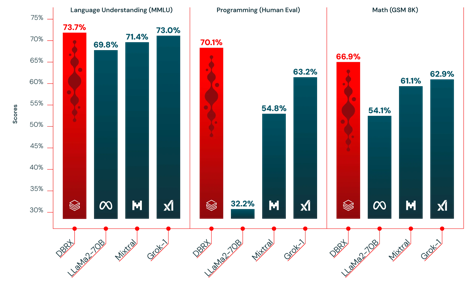 Language Understanding (MMLU)
Programming (Human Eval)
Math (GSM 8K)
Scores
75%
70%
65%
60%
55%
50%
45%
40%
35%
30%
73.7%
69.8%
71.4%
73.0%
70.1%
32.2%
54.8%
63.2%
66.9%
54.1%
61.1%
62.9%
DBRX
LLaMa2-70B
Mixtral
Grok-1
DBRX
LLaMa2-70B
Mixtral
Grok-1
DBRX
LLaMa2-70B
Mixtral
Grok-1